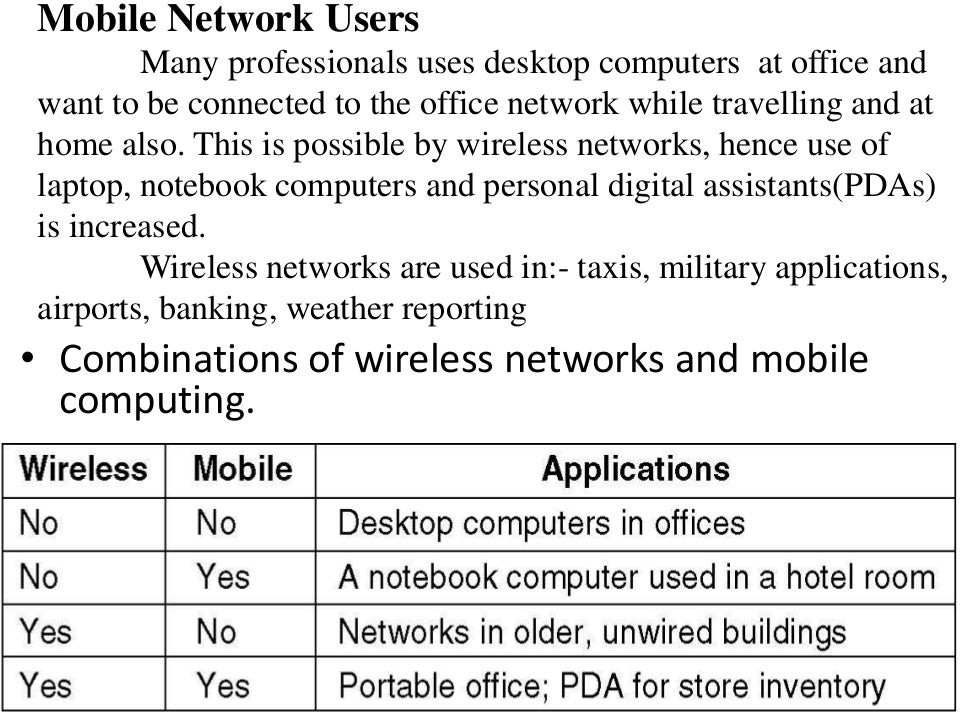 Mobile Network Users
Many professionals uses desktop computers at office and
want to be connected to the office network while travelling and at
home also. This is possible by wireless networks, hence use of
laptop, notebook computers and personal digital assistants(PDAs)
is increased.
Wireless networks are used in:- taxis, military applications,
airports, banking, weather reporting
• Combinations of wireless networks and mobile
computing.
Wireless Mobile Applications
No No Desktop computers in offices
No Yes A notebook computer used in a hotel room
Yes No Networks in older, unwired buildings
Yes Yes Portable office; PDA for store inventory